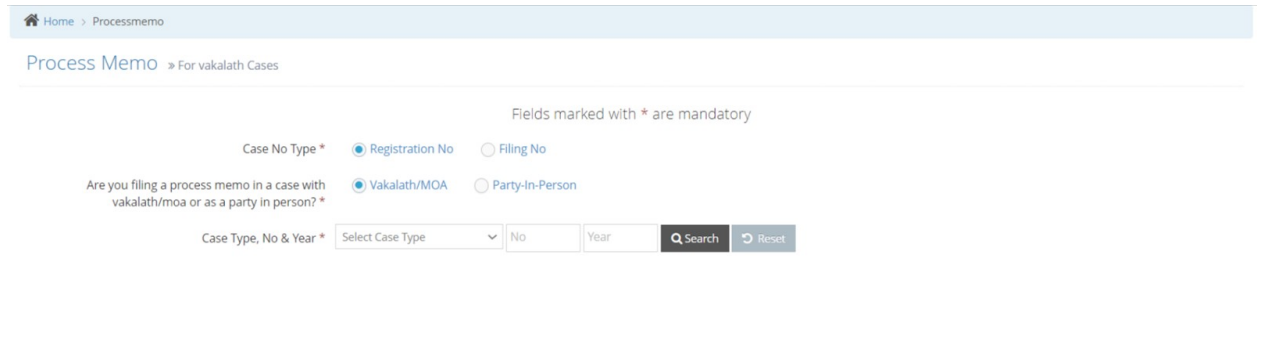 Home > Processmemo
Process Memo » For vakalath Cases
Fields marked with * are mandatory
Case No Type * Registration No Filing No
Are you filing a process memo in a case with vakalath/moa or as a party in person? * Vakalath/MOA Party-In-Person
Case Type, No & Year * Select Case Type No Year Search Reset